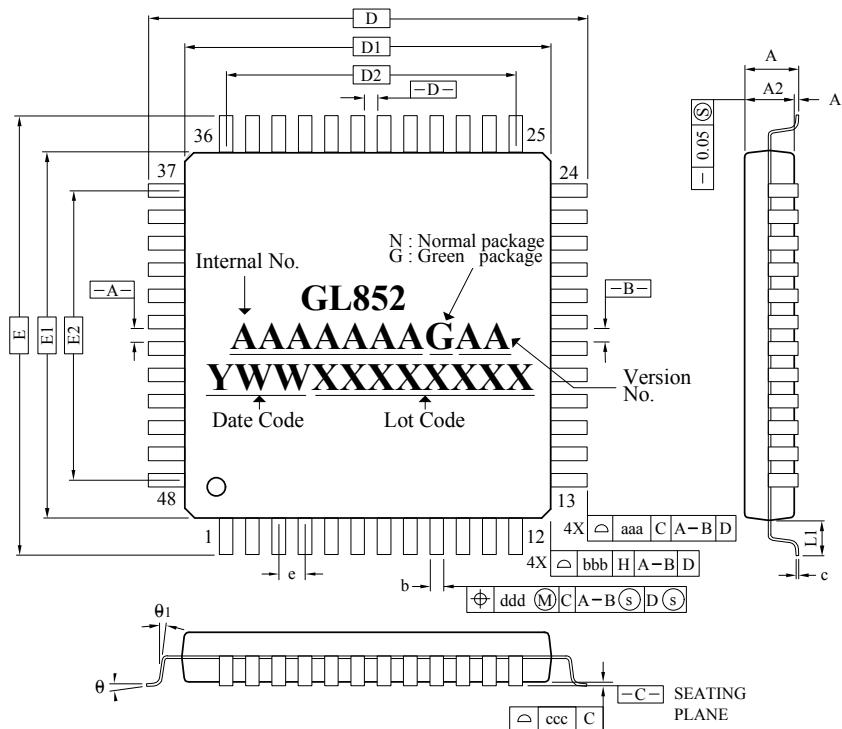 D
D1
D2
−D−
36
25
37
24
N : Normal package
G : Green package
Internal No.
GL852
−A−
−B−
E
E1
E2
AAAAAAAGAA
YWWXXXXXXXX
Version
No.
Date Code
Lot Code
48
13
1
12
4X aaa C A−B D
4X bbb H A−B D
e
b
ddd M C A−B S D S
A
A2
A
− 0.05 S
L1
c
θ1
θ
−C− SEATING
PLANE
ccc C